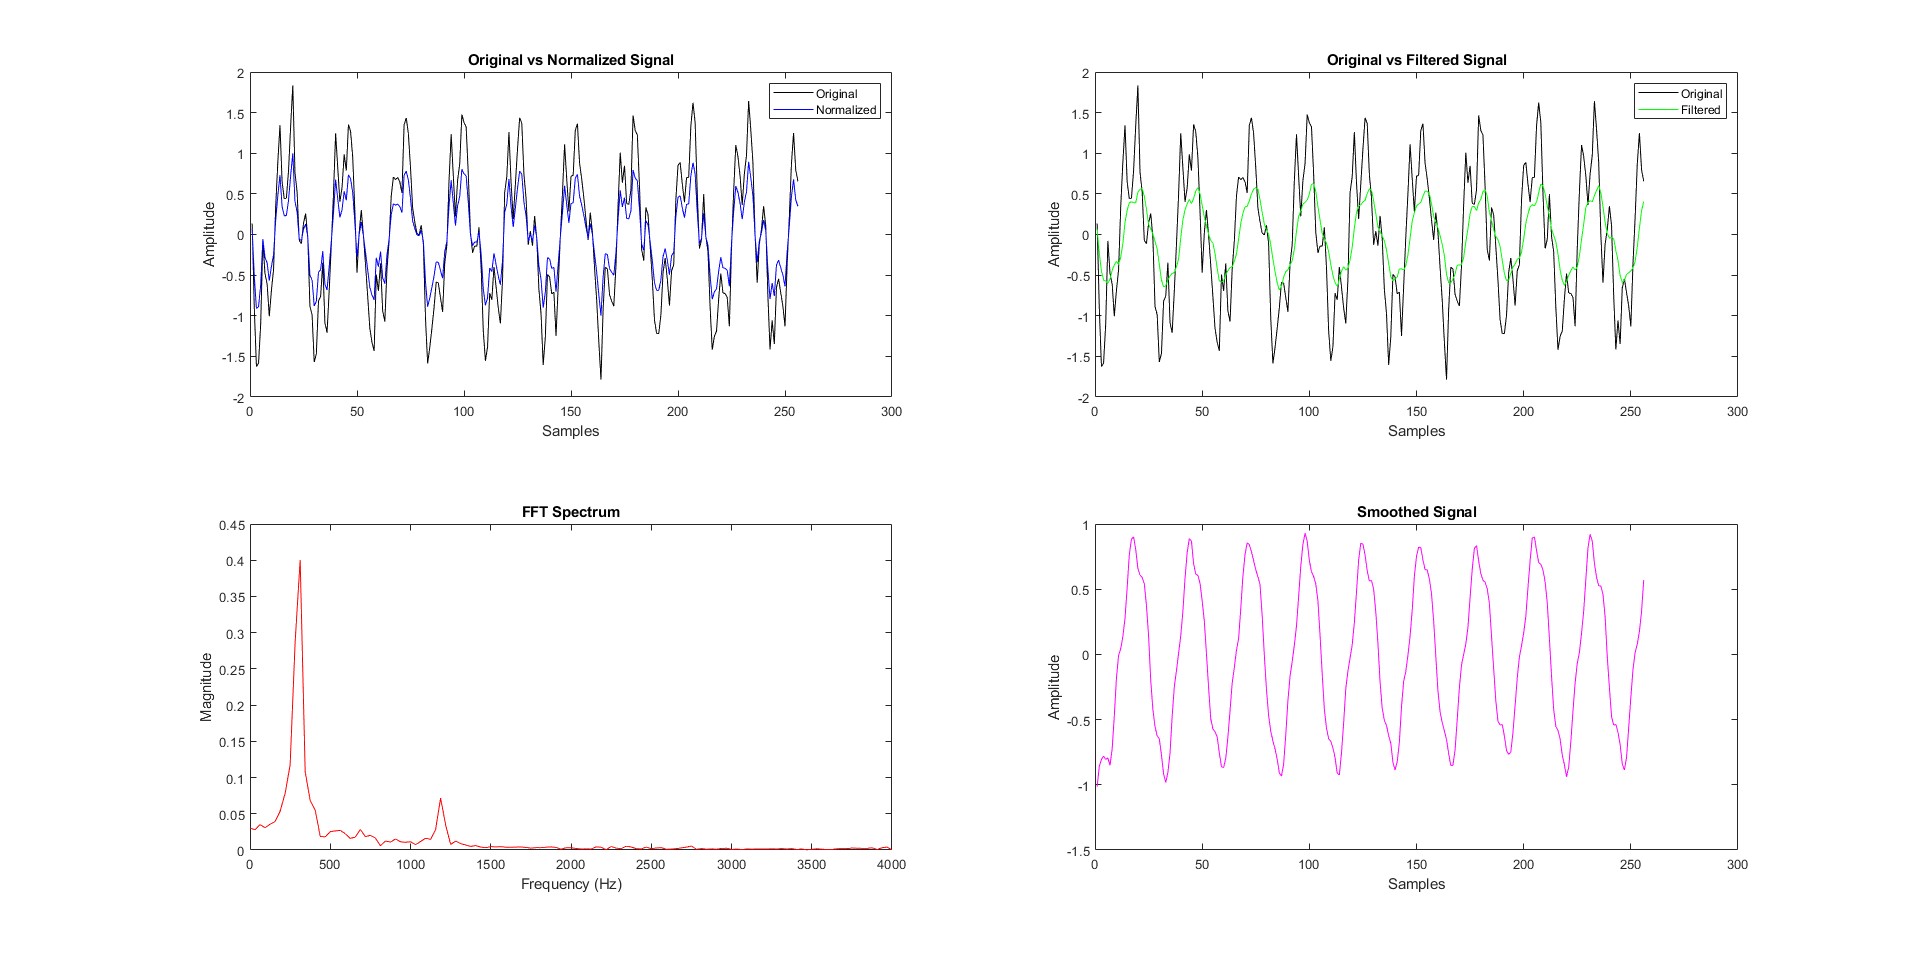 Original vs Normalized Signal
2
1.5
1
0.5
0
-0.5
-1
-1.5
-2
Amplitude
Original
Normalized
0 50 100 150 200 250 300
Samples
Original vs Filtered Signal
2
1.5
1
0.5
0
-0.5
-1
-1.5
-2
Amplitude
Original
Filtered
0 50 100 150 200 250 300
Samples
FFT Spectrum
0.45
0.4
0.35
0.3
0.25
0.2
0.15
0.1
0.05
0
Magnitude
0 500 1000 1500 2000 2500 3000 3500 4000
Frequency (Hz)
Smoothed Signal
1
0.5
0
-0.5
-1
-1.5
Amplitude
0 50 100 150 200 250 300
Samples